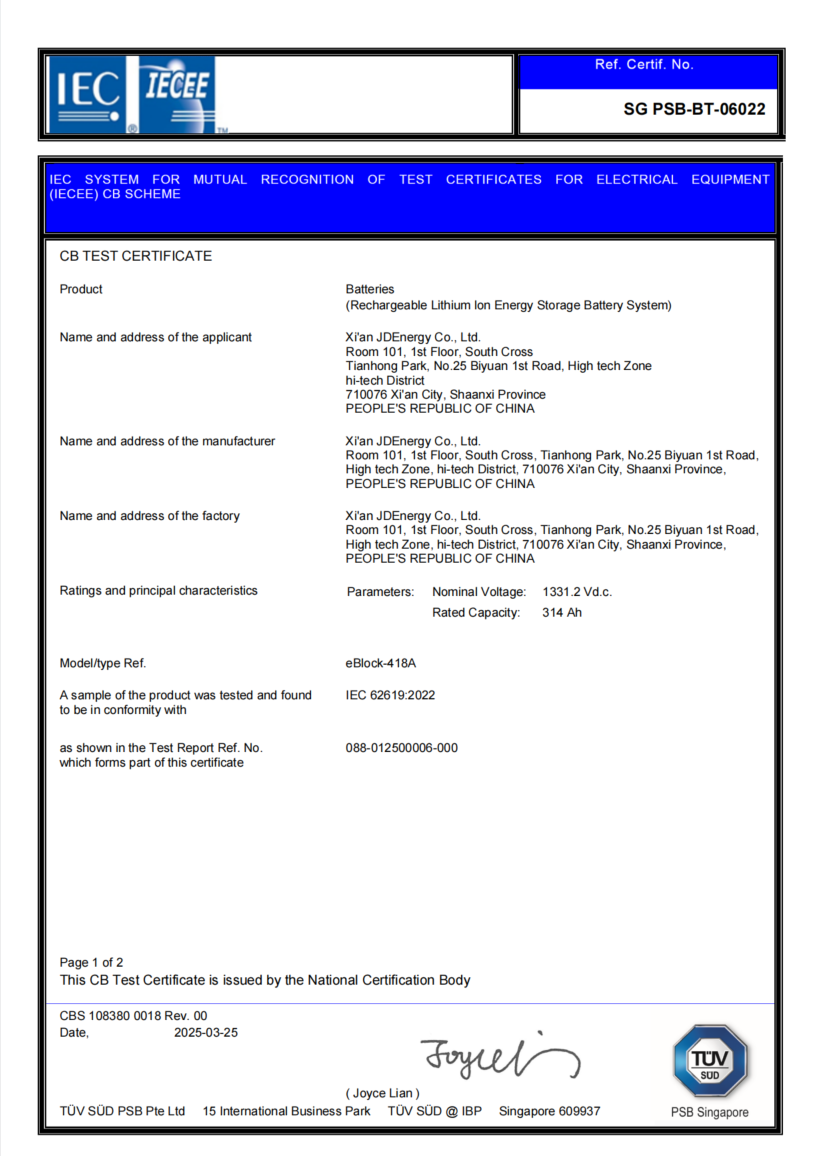 IEC
®
IECEE
TM
Ref. Certif. No.
SG PSB-BT-06022
IEC SYSTEM FOR MUTUAL RECOGNITION OF TEST CERTIFICATES FOR ELECTRICAL EQUIPMENT
(IECEE) CB SCHEME
CB TEST CERTIFICATE
Product
Batteries
(Rechargeable Lithium Ion Energy Storage Battery System)
Name and address of the applicant
Xi'an JDEnergy Co., Ltd.
Room 101, 1st Floor, South Cross
Tianhong Park, No.25 Biyuan 1st Road, High tech Zone
hi-tech District
710076 Xi'an City, Shaanxi Province
PEOPLE'S REPUBLIC OF CHINA
Name and address of the manufacturer
Xi'an JDEnergy Co., Ltd.
Room 101, 1st Floor, South Cross, Tianhong Park, No.25 Biyuan 1st Road,
High tech Zone, hi-tech District, 710076 Xi'an City, Shaanxi Province,
PEOPLE'S REPUBLIC OF CHINA
Name and address of the factory
Xi'an JDEnergy Co., Ltd.
Room 101, 1st Floor, South Cross, Tianhong Park, No.25 Biyuan 1st Road,
High tech Zone, hi-tech District, 710076 Xi'an City, Shaanxi Province,
PEOPLE'S REPUBLIC OF CHINA
Ratings and principal characteristics
Parameters: Nominal Voltage: 1331.2 Vd.c.
Rated Capacity: 314 Ah
Model/type Ref.
eBlock-418A
A sample of the product was tested and found
to be in conformity with
IEC 62619:2022
as shown in the Test Report Ref. No.
which forms part of this certificate
088-012500006-000
Page 1 of 2
This CB Test Certificate is issued by the National Certification Body
CBS 108380 0018 Rev. 00
Date, 2025-03-25
( Joyce Lian )
TÜV SÜD PSB Pte Ltd 15 International Business Park TÜV SÜD @ IBP Singapore 609937
TÜV
SÜD
PSB Singapore